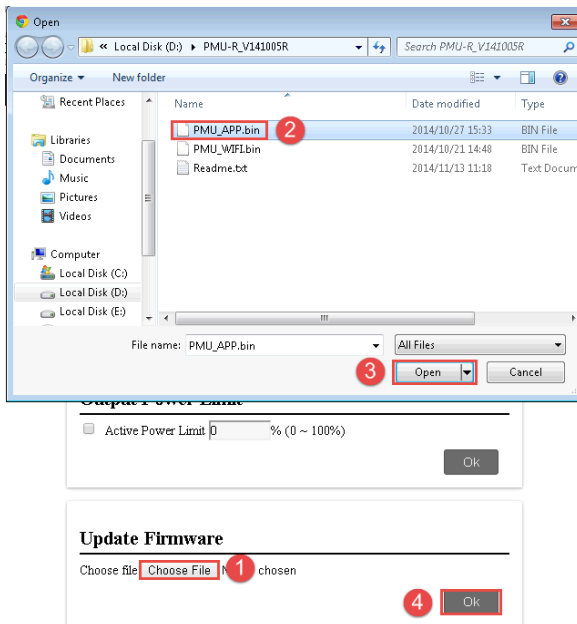 Open
« Local Disk (D:) ▸ PMU-R_V141005R
Search PMU-R_V141005R
Organize ▾ New folder
Recent Places
Libraries
Documents
Music
Pictures
Videos
Computer
Local Disk (C:)
Local Disk (D:)
Local Disk (E:)
Name Date modified Type
PMU_APP.bin 2 2014/10/27 15:33 BIN File
PMU_WIFI.bin 2014/10/21 14:48 BIN File
Readme.txt 2014/11/13 11:18 Text Docum
File name: PMU_APP.bin All Files
3 Open Cancel
Output Power Limit
Active Power Limit 0 % (0 ~ 100%)
Ok
Update Firmware
Choose file Choose File 1 chosen
4 Ok